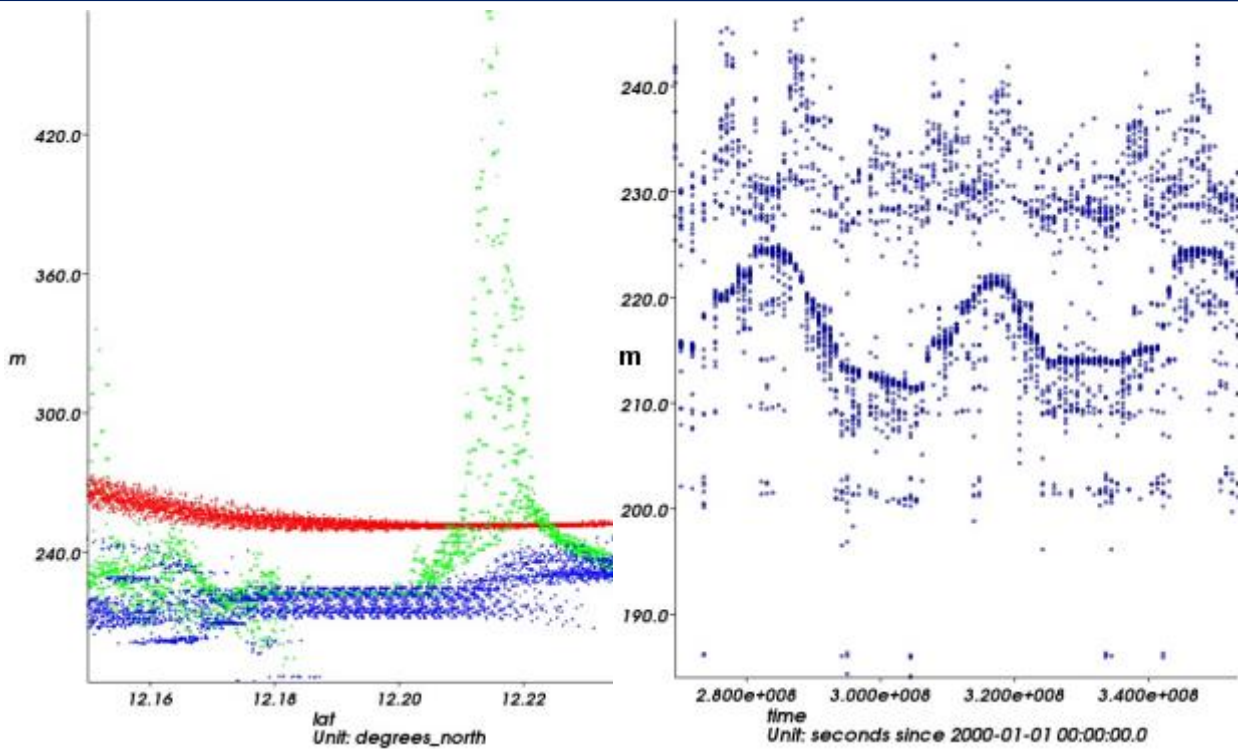 420.0
360.0
m
300.0
240.0
12.16
12.18
12.20
12.22
lat
Unit: degrees_north
240.0
230.0
220.0
m
210.0
200.0
190.0
2.800e+008
3.000e+008
3.200e+008
3.400e+008
time
Unit: seconds since 2000-01-01 00:00:00.0